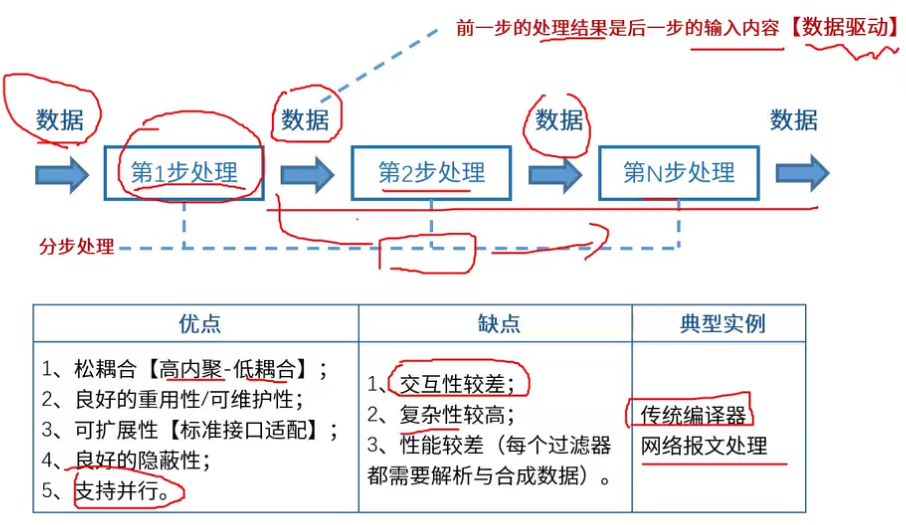 前一步的处理结果是后一步的输入内容【数据驱动】
数据 数据 数据 数据
第1步处理 第2步处理 第N步处理
分步处理
优点 缺点 典型实例
1、松耦合【高内聚-低耦合】;
2、良好的重用性/可维护性;
3、可扩展性【标准接口适配】;
4、良好的隐蔽性;
5、支持并行。
1、交互性较差;
2、复杂性较高;
3、性能较差（每个过滤器
都需要解析与合成数据）。
传统编译器
网络报文处理